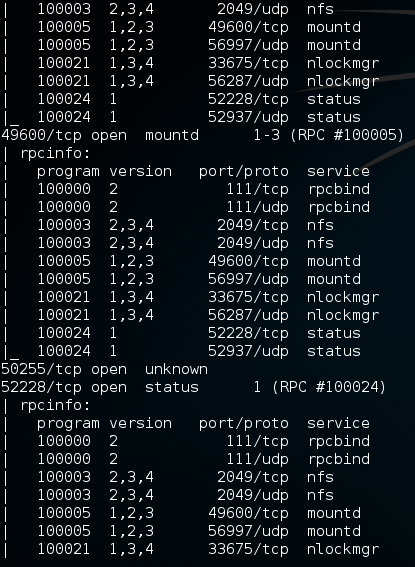 |   100003  2,3,4       2049/udp  nfs
|   100005  1,2,3      49600/tcp  mountd
|   100005  1,2,3      56997/udp  mountd
|   100021  1,3,4      33675/tcp  nlockmgr
|   100021  1,3,4      56287/udp  nlockmgr
|   100024  1          52228/tcp  status
|_  100024  1          52937/udp  status
49600/tcp open  mountd      1-3 (RPC #100005)
| rpcinfo:
|   program version   port/proto  service
|   100000  2            111/tcp  rpcbind
|   100000  2            111/udp  rpcbind
|   100003  2,3,4       2049/tcp  nfs
|   100003  2,3,4       2049/udp  nfs
|   100005  1,2,3      49600/tcp  mountd
|   100005  1,2,3      56997/udp  mountd
|   100021  1,3,4      33675/tcp  nlockmgr
|   100021  1,3,4      56287/udp  nlockmgr
|   100024  1          52228/tcp  status
|_  100024  1          52937/udp  status
50255/tcp open  unknown
52228/tcp open  status      1 (RPC #100024)
| rpcinfo:
|   program version   port/proto  service
|   100000  2            111/tcp  rpcbind
|   100000  2            111/udp  rpcbind
|   100003  2,3,4       2049/tcp  nfs
|   100003  2,3,4       2049/udp  nfs
|   100005  1,2,3      49600/tcp  mountd
|   100005  1,2,3      56997/udp  mountd
|   100021  1,3,4      33675/tcp  nlockmgr